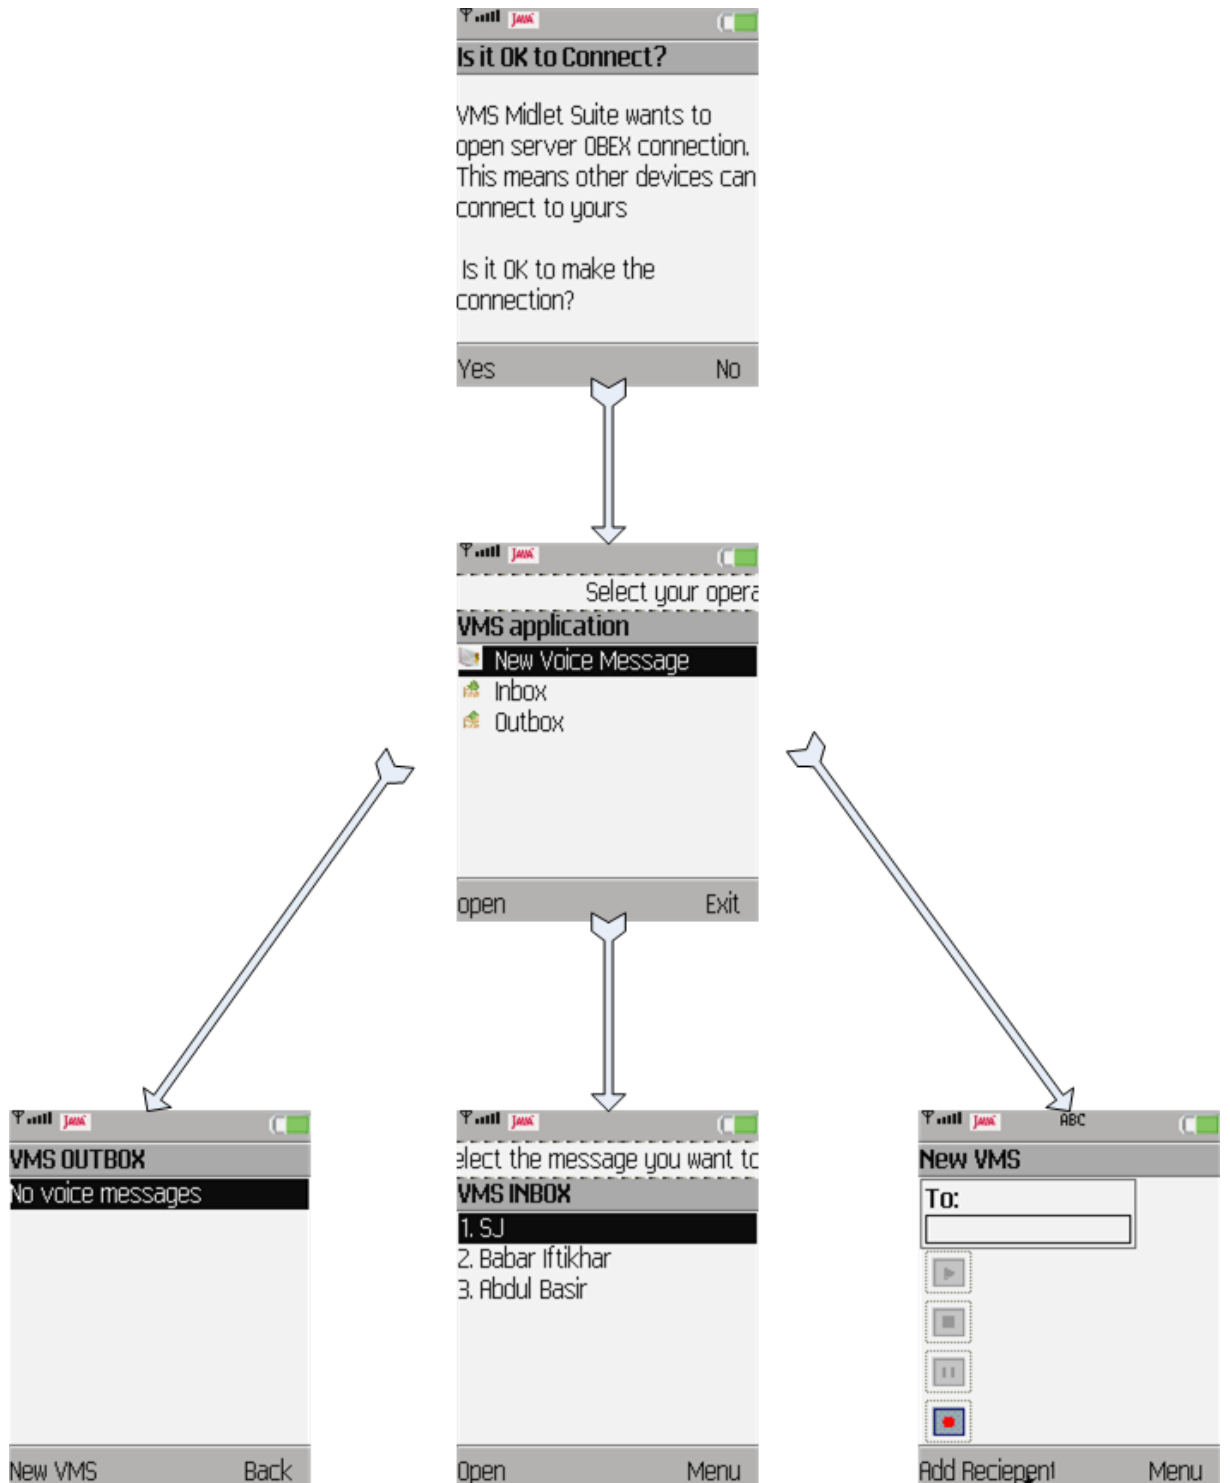 JAVA
Is it OK to Connect?
VMS Midlet Suite wants to
open server OBEX connection.
This means other devices can
connect to yours
Is it OK to make the
connection?
Yes No
JAVA
Select your opera
VMS application
New Voice Message
Inbox
Outbox
open Exit
JAVA
VMS OUTBOX
No voice messages
New VMS Back
JAVA
elect the message you want to
VMS INBOX
1. SJ
2. Babar Iftikhar
3. Abdul Basir
Open Menu
JAVA ABC
New VMS
To:
Add Reciepent Menu